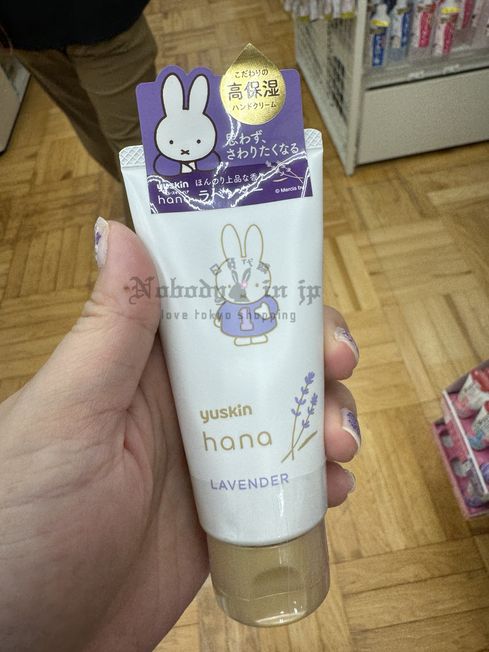 こだわりの
高保湿
ハンドクリーム
思わず、
さわりたくなる
yuskin
hana
ほんのり上品な香り
© Mercis bv
Nobody in jp
love tokyo shopping
yuskin
hana
LAVENDER